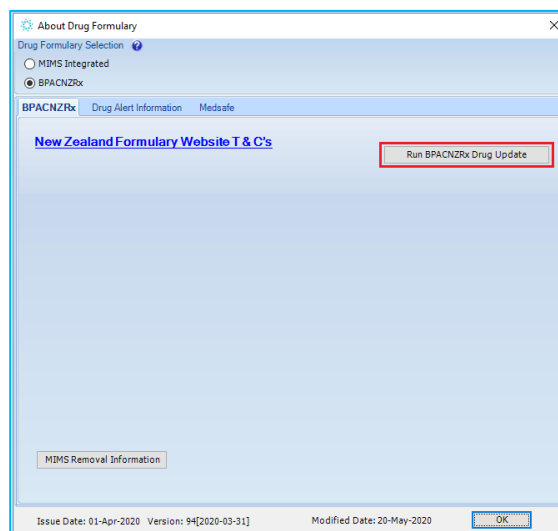 About Drug Formulary
Drug Formulary Selection ?
MIMS Integrated
BPACNZRx
BPACNZRx Drug Alert Information Medsafe
New Zealand Formulary Website T & C's
Run BPACNZRx Drug Update
MIMS Removal Information
Issue Date: 01-Apr-2020 Version: 94[2020-03-31] Modified Date: 20-May-2020 OK